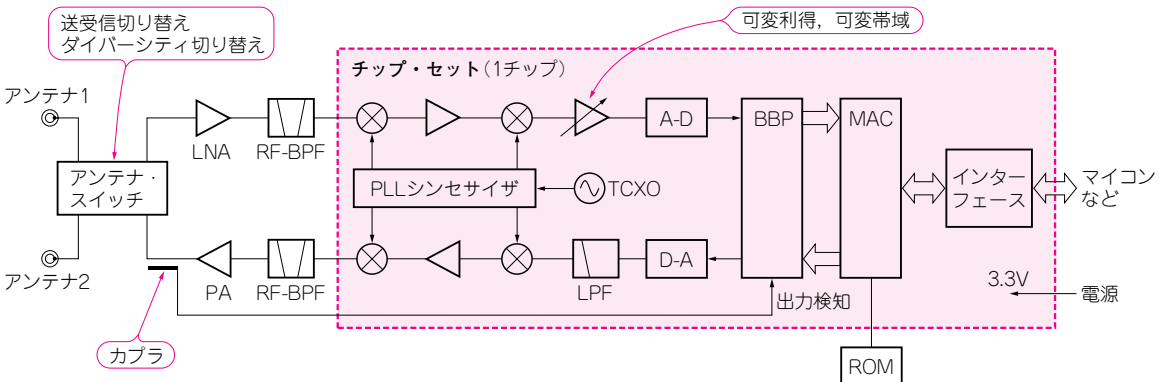 送受信切り替え
ダイバーシティ切り替え
可変利得，可変帯域
チップ・セット（1チップ）
アンテナ1
LNA
RF-BPF
A-D
BBP
MAC
アンテナ・
スイッチ
PLLシンセサイザ
TCXO
インター
フェース
マイコン
など
アンテナ2
PA
RF-BPF
LPF
D-A
出力検知
3.3V
電源
カプラ
ROM